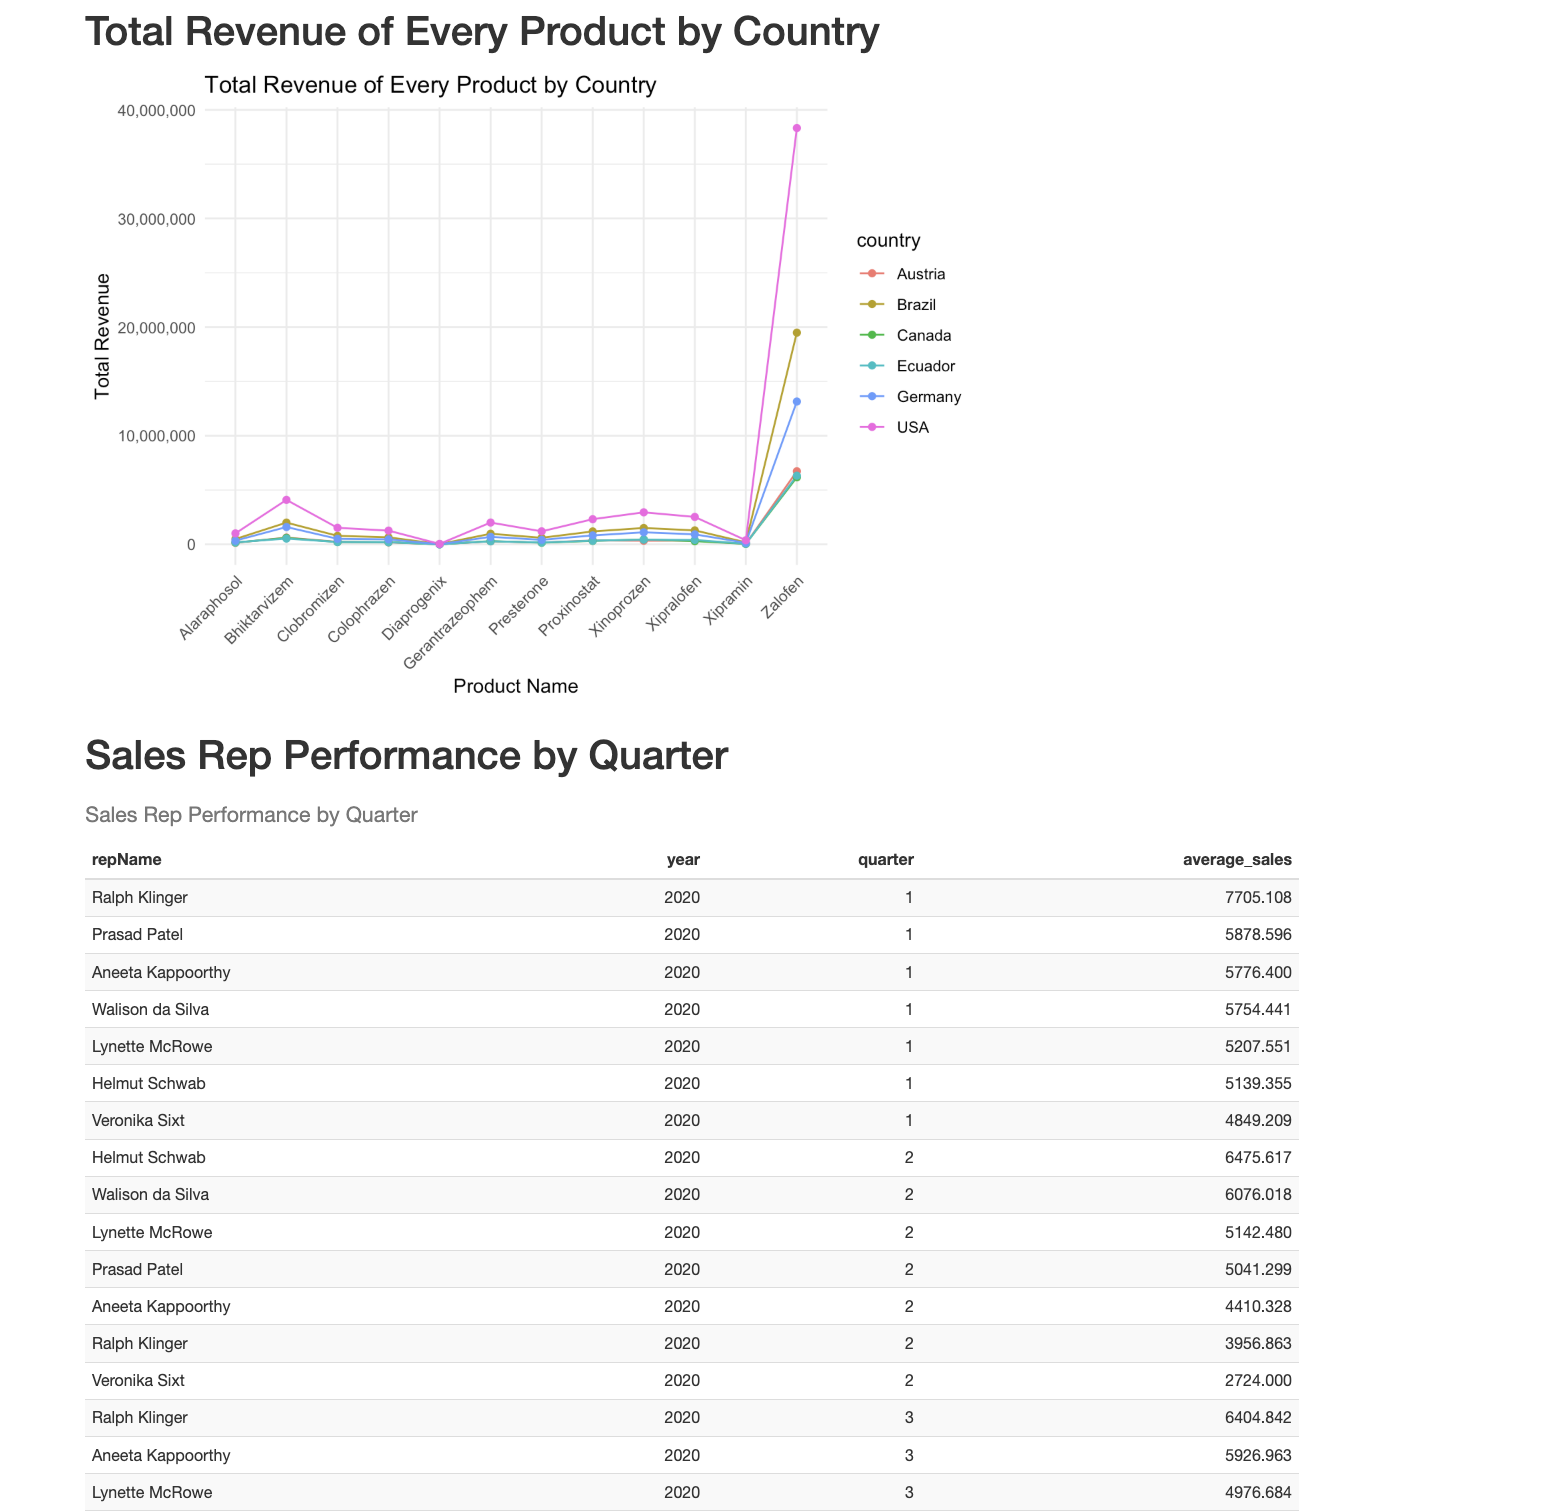 Total Revenue of Every Product by Country
Total Revenue of Every Product by Country
40,000,000
30,000,000
20,000,000
10,000,000
0
Total Revenue
Alaraphosol
Bhiktarvizem
Clobromizen
Colophrazen
Diaprogenix
Gerantrazeophem
Presterone
Proxinostat
Xinoprozen
Xipralofen
Xipramin
Zalofen
Product Name
country
Austria
Brazil
Canada
Ecuador
Germany
USA
Sales Rep Performance by Quarter
Sales Rep Performance by Quarter
repName year quarter average_sales
Ralph Klinger 2020 1 7705.108
Prasad Patel 2020 1 5878.596
Aneeta Kappoorthy 2020 1 5776.400
Walison da Silva 2020 1 5754.441
Lynette McRowe 2020 1 5207.551
Helmut Schwab 2020 1 5139.355
Veronika Sixt 2020 1 4849.209
Helmut Schwab 2020 2 6475.617
Walison da Silva 2020 2 6076.018
Lynette McRowe 2020 2 5142.480
Prasad Patel 2020 2 5041.299
Aneeta Kappoorthy 2020 2 4410.328
Ralph Klinger 2020 2 3956.863
Veronika Sixt 2020 2 2724.000
Ralph Klinger 2020 3 6404.842
Aneeta Kappoorthy 2020 3 5926.963
Lynette McRowe 2020 3 4976.684